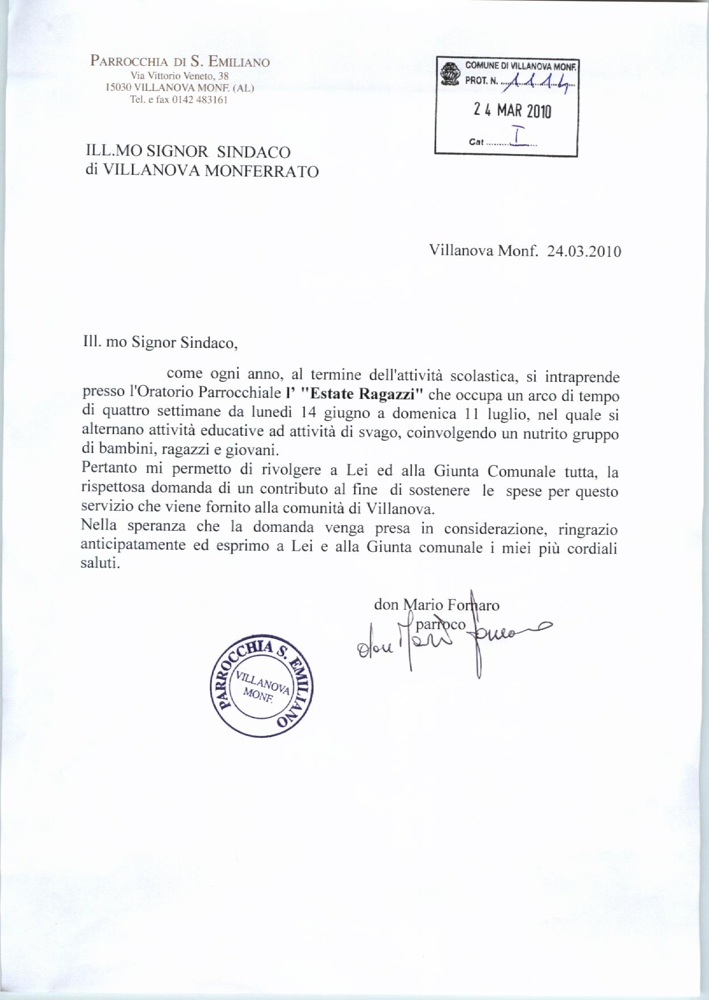 PARROCCHIA DI S. EMILIANO
Via Vittorio Veneto, 38
15030 VILLANOVA MONF. (AL)
Tel. e fax 0142 483161
COMUNE DI VILLANOVA MONF.
PROT. N. 1114
24 MAR 2010
Cat I
ILL.MO SIGNOR SINDACO
di VILLANOVA MONFERRATO
Villanova Monf. 24.03.2010
Ill. mo Signor Sindaco,
come ogni anno, al termine dell'attività scolastica, si intraprende
presso l'Oratorio Parrocchiale l’ "Estate Ragazzi" che occupa un arco di tempo
di quattro settimane da lunedì 14 giugno a domenica 11 luglio, nel quale si
alternano attività educative ad attività di svago, coinvolgendo un nutrito gruppo
di bambini, ragazzi e giovani.
Pertanto mi permetto di rivolgere a Lei ed alla Giunta Comunale tutta, la
rispettosa domanda di un contributo al fine di sostenere le spese per questo
servizio che viene fornito alla comunità di Villanova.
Nella speranza che la domanda venga presa in considerazione, ringrazio
anticipatamente ed esprimo a Lei e alla Giunta comunale i miei più cordiali
saluti.
don Mario Fornaro
parroco
don Mario Fornaro
PARROCCHIA S. EMILIANO
VILLANOVA
MONF.